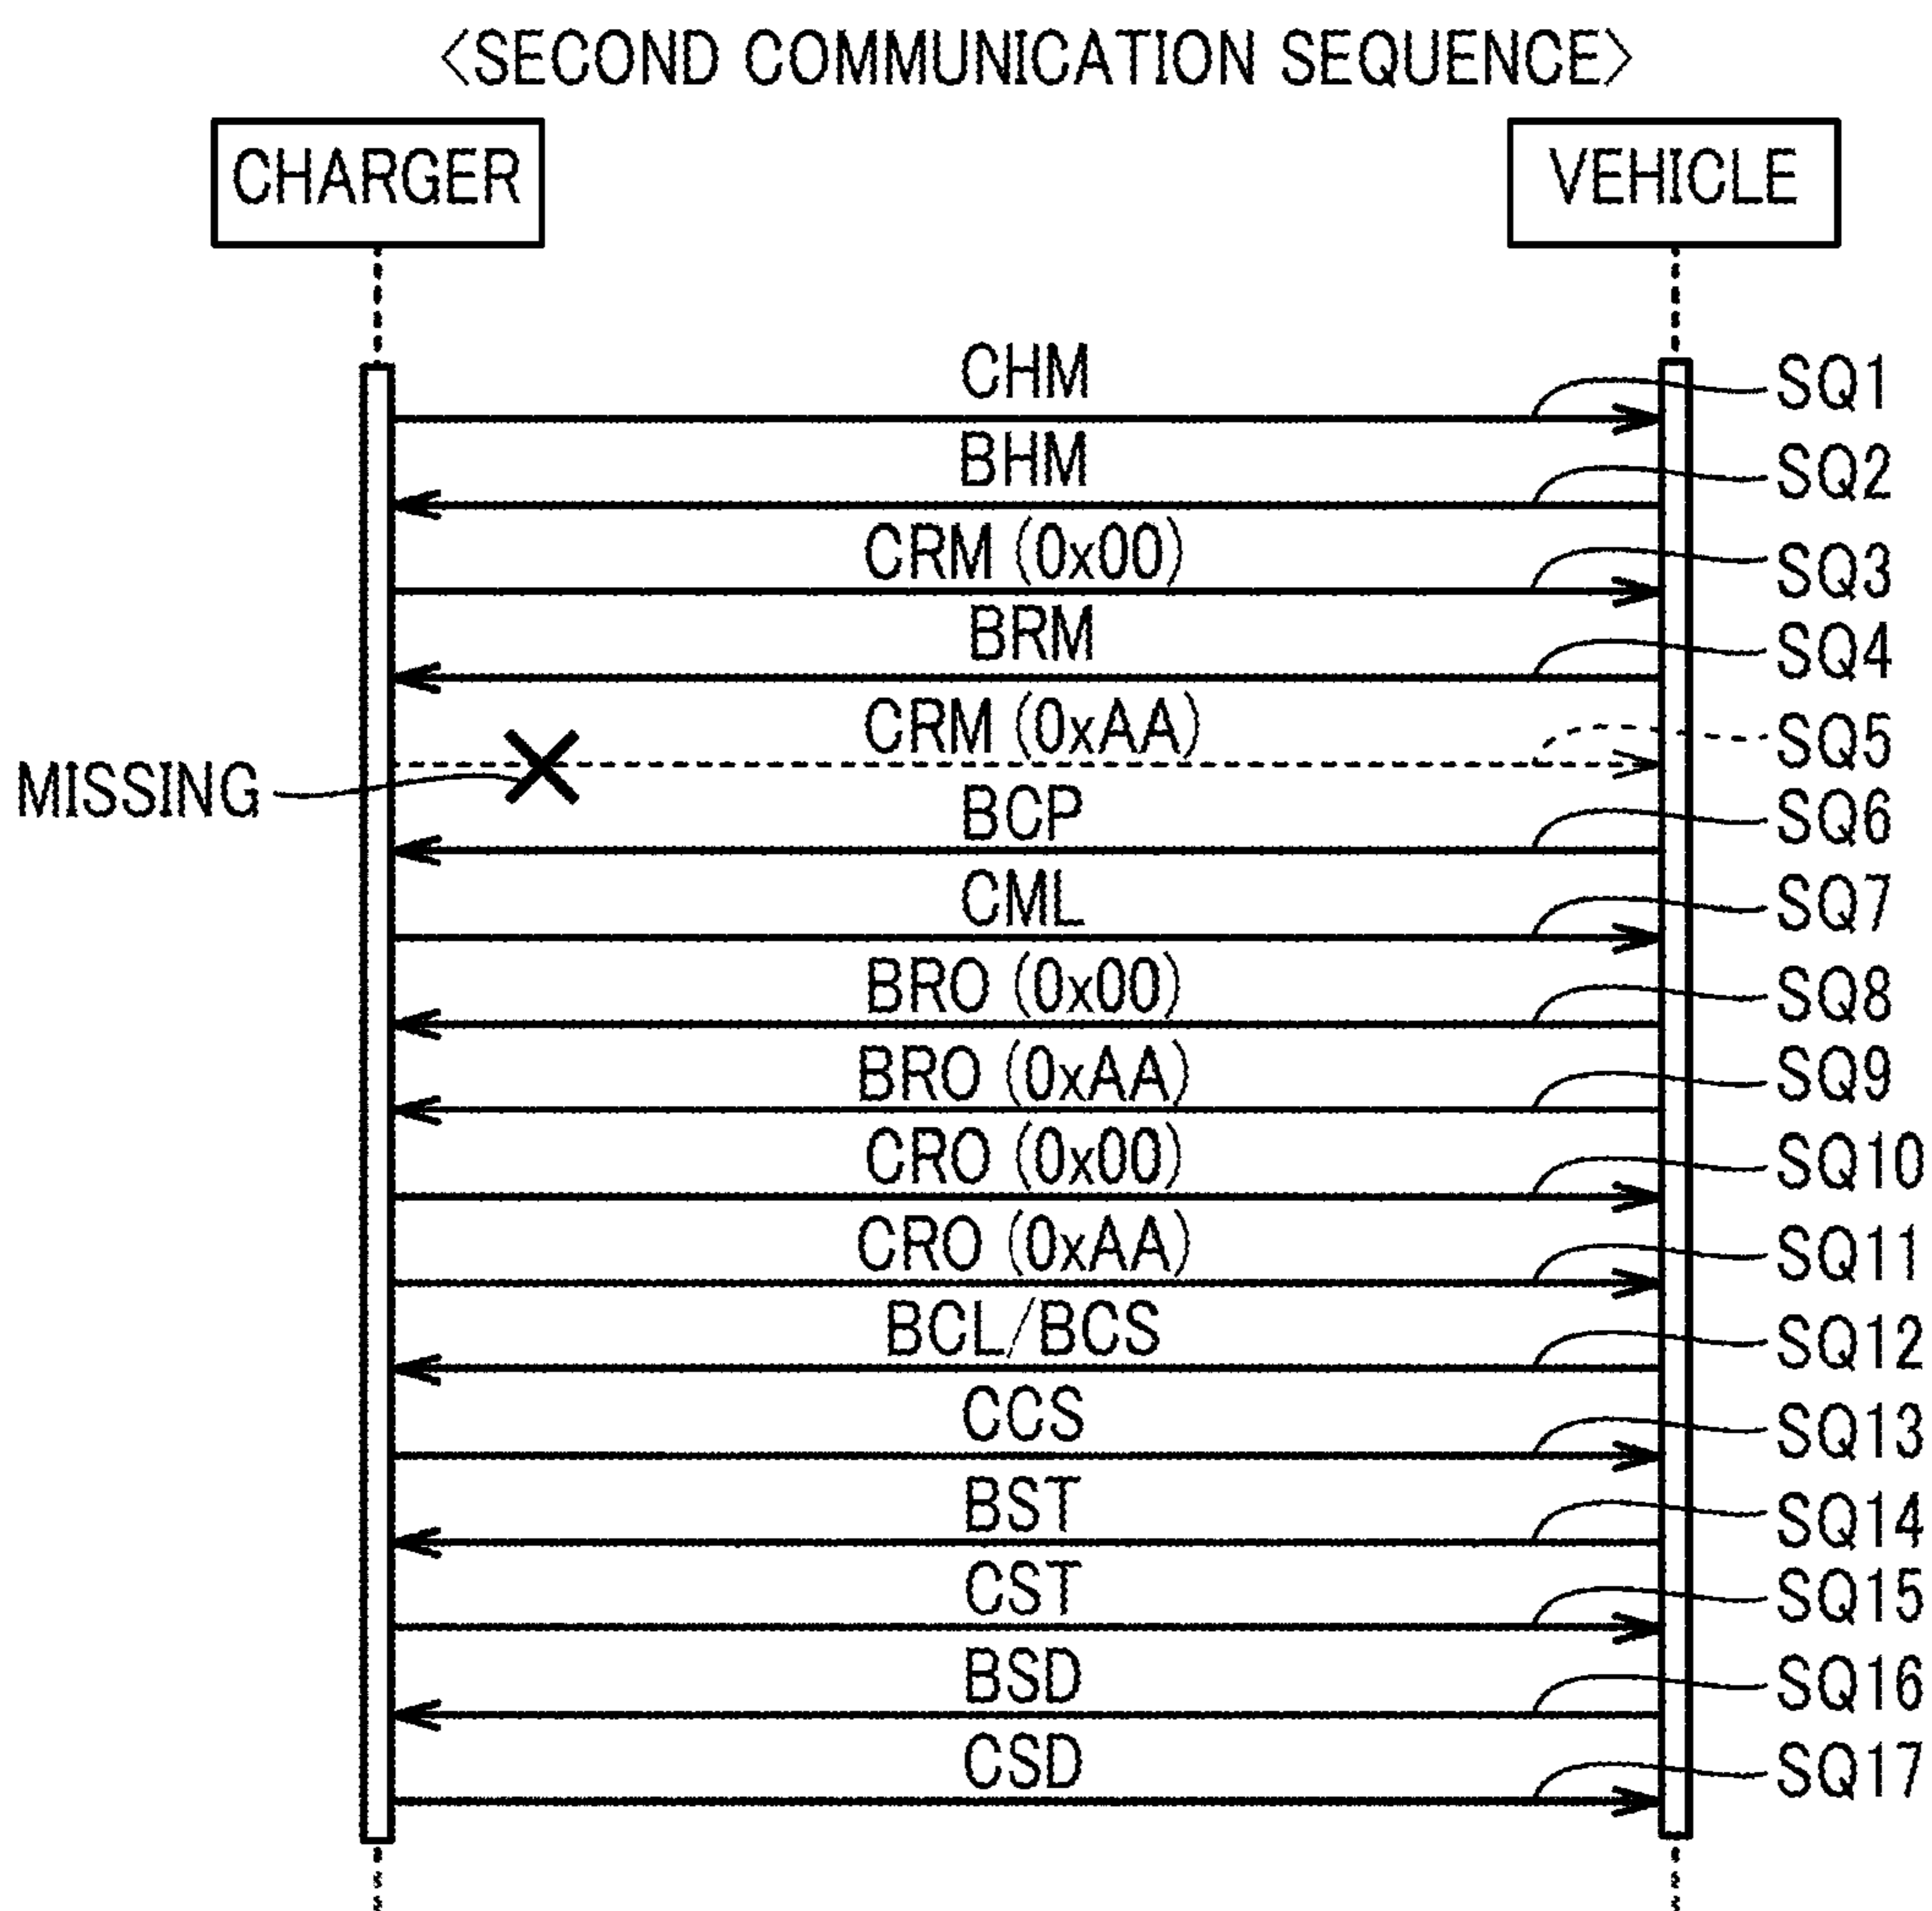 <SECOND COMMUNICATION SEQUENCE>
CHARGER
VEHICLE
CHM
SQ1
BHM
SQ2
CRM (0x00)
SQ3
BRM
SQ4
CRM (0xAA)
SQ5
MISSING
BCP
SQ6
CML
SQ7
BRO (0x00)
SQ8
BRO (0xAA)
SQ9
CRO (0x00)
SQ10
CRO (0xAA)
SQ11
BCL/BCS
SQ12
CCS
SQ13
BST
SQ14
CST
SQ15
BSD
SQ16
CSD
SQ17